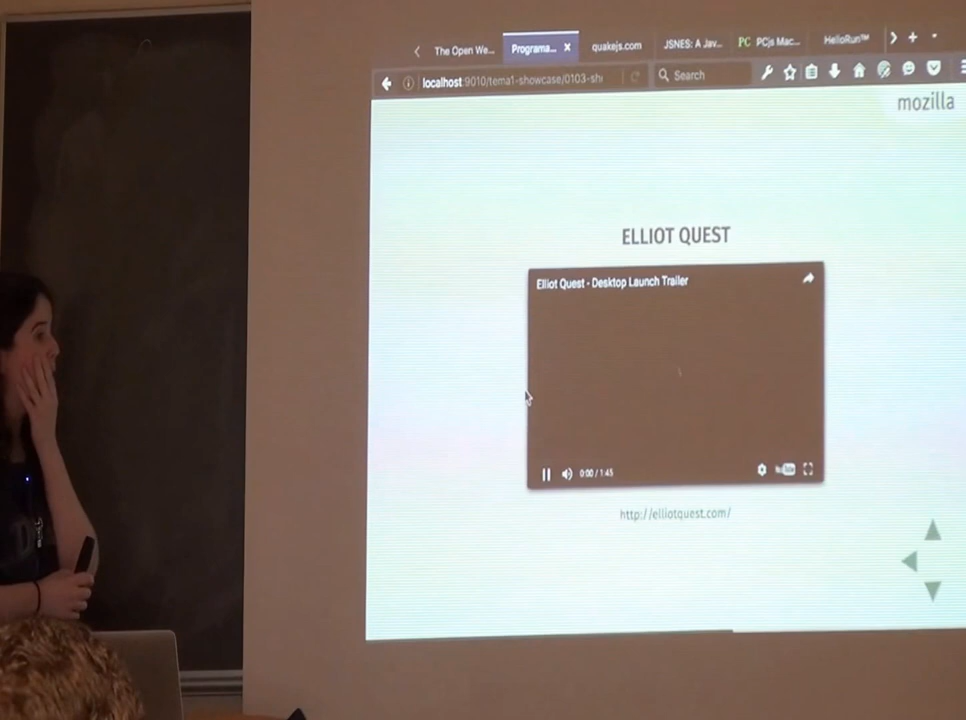 The Open We...
Programa...
quakejs.com
JSNES: A Jav...
PC PCjs Mac...
HelloRun™
localhost:9010/tema1-showcase/0103-sh
Search
mozilla
ELLIOT QUEST
Elliot Quest - Desktop Launch Trailer
0:00 / 1:45
YouTube
http://elliotquest.com/